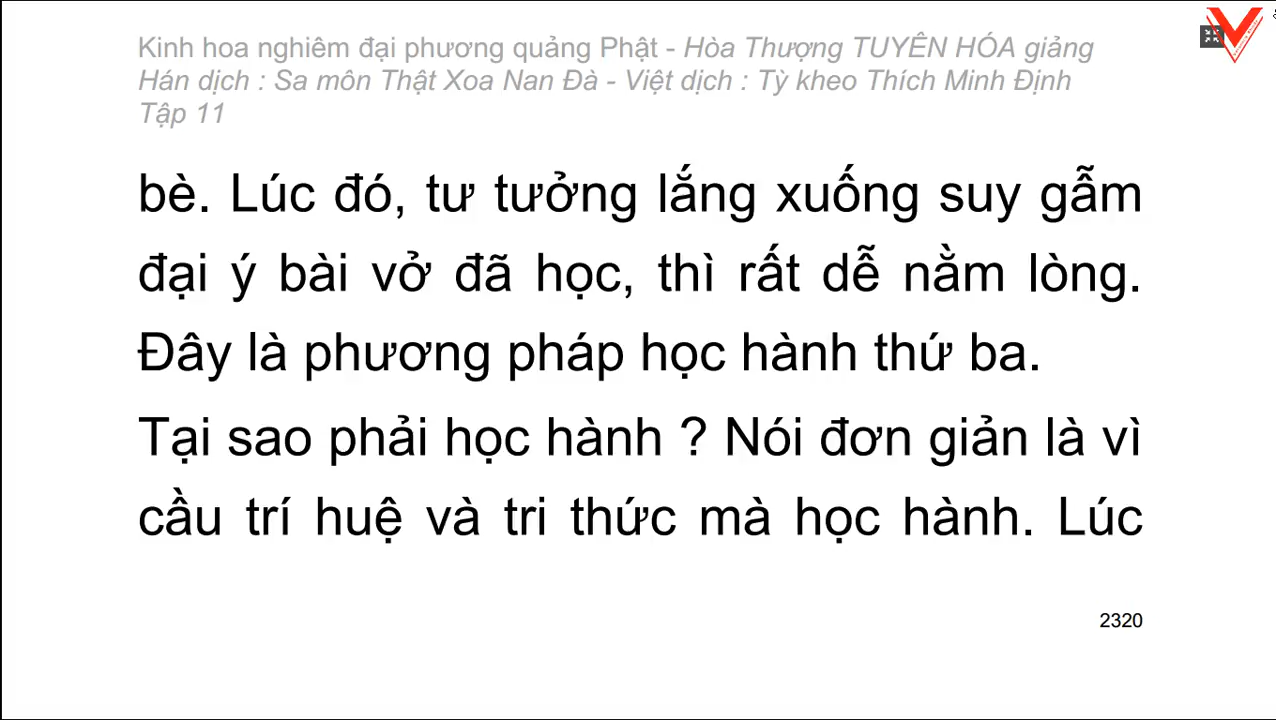 Kinh hoa nghiêm đại phương quảng Phật - Hòa Thượng TUYÊN HÓA giảng
Hán dịch : Sa môn Thật Xoa Nan Đà - Việt dịch : Tỳ kheo Thích Minh Định
Tập 11
bè. Lúc đó, tư tưởng lắng xuống suy gẫm
đại ý bài vở đã học, thì rất dễ nằm lòng.
Đây là phương pháp học hành thứ ba.
Tại sao phải học hành ? Nói đơn giản là vì
cầu trí huệ và tri thức mà học hành. Lúc
2320